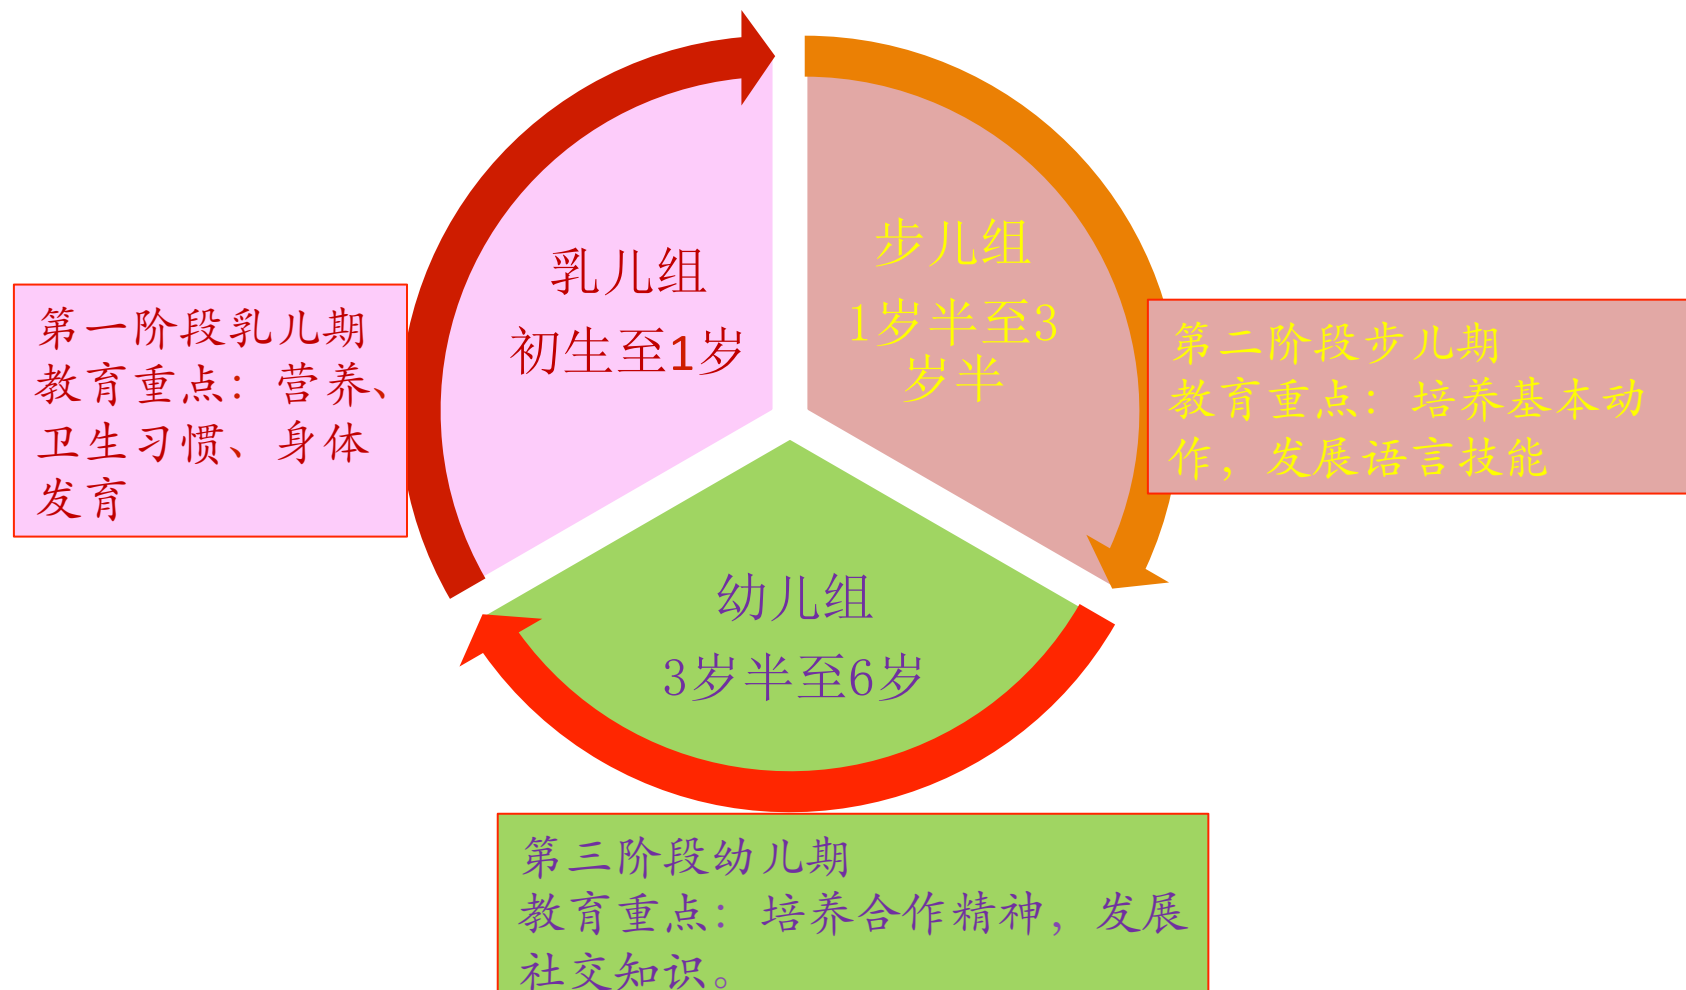 乳儿组
初生至1岁
步儿组
1岁半至3
岁半
第一阶段乳儿期
教育重点：营养、
卫生习惯、身体
发育
第二阶段步儿期
教育重点：培养基本动
作，发展语言技能
幼儿组
3岁半至6岁
第三阶段幼儿期
教育重点：培养合作精神，发展
社交知识。